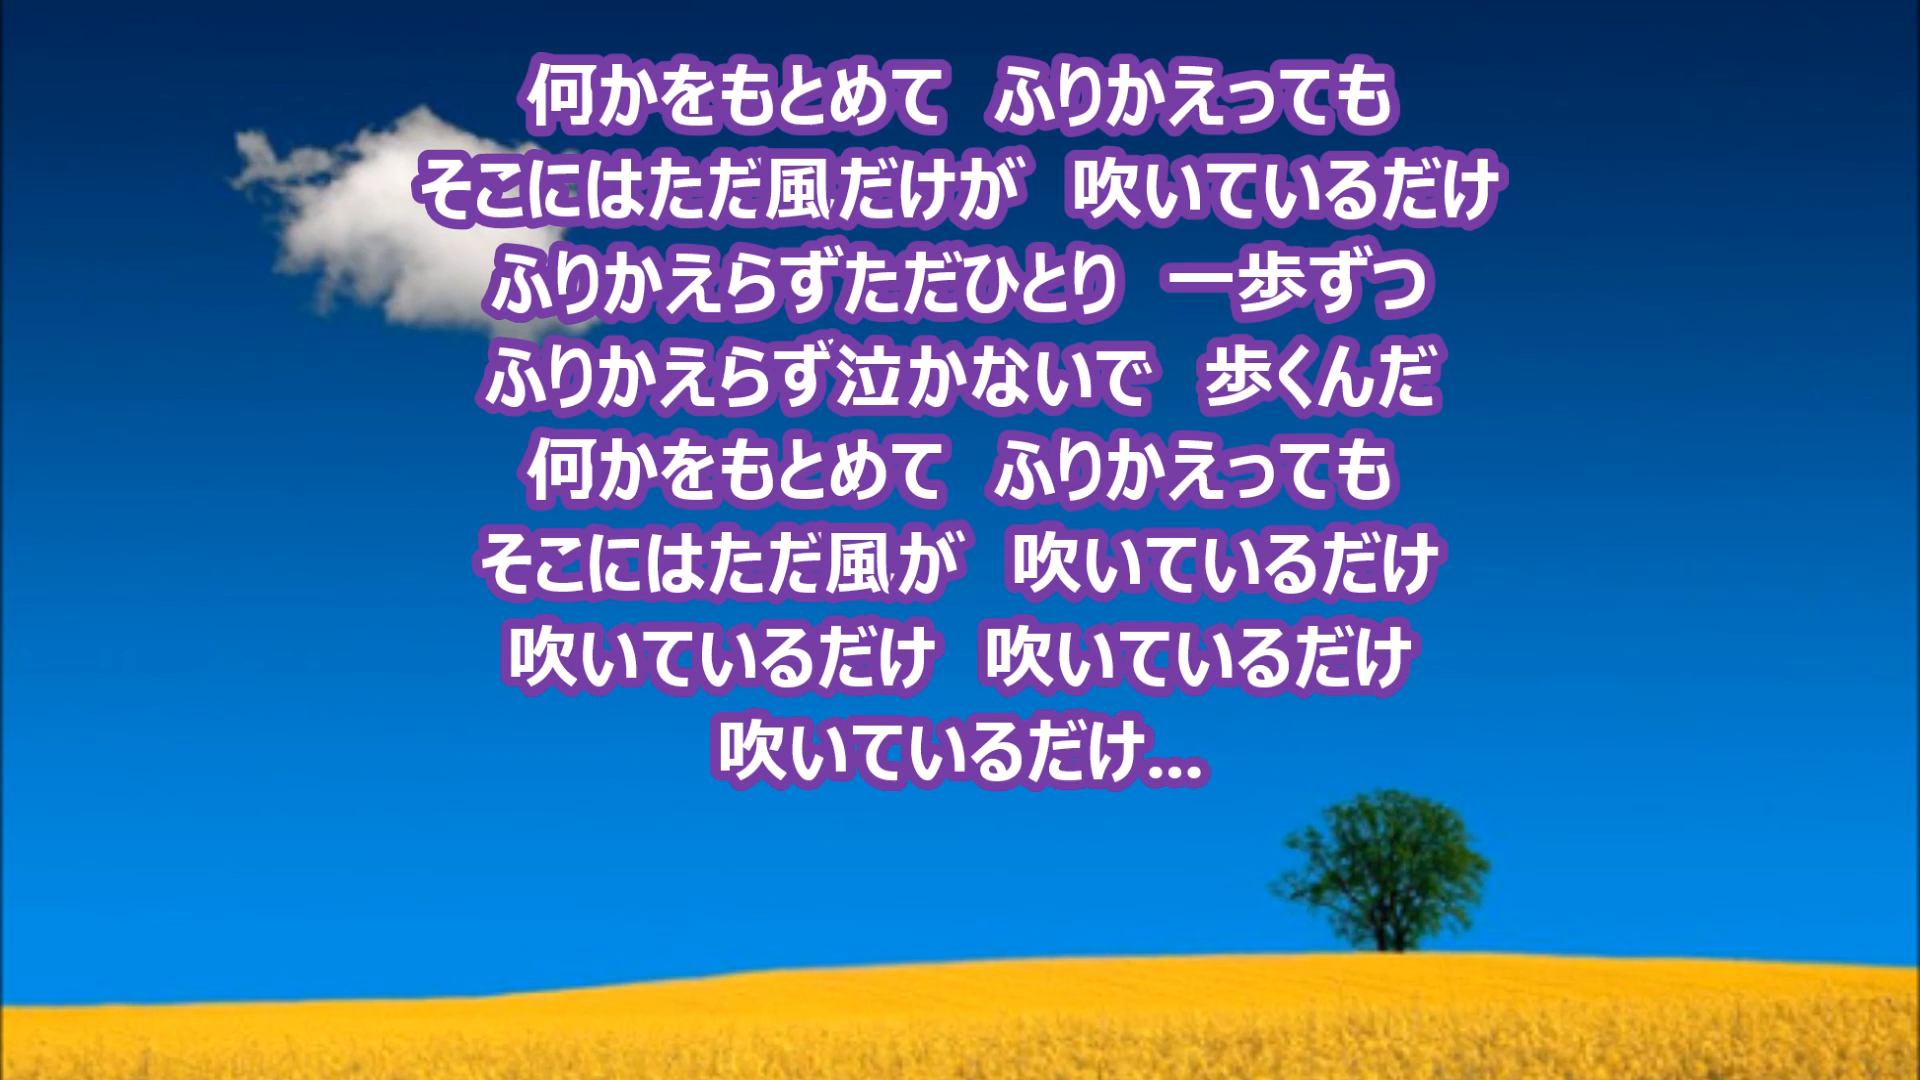 何かをもとめて　ふりかえっても
そこにはただ風だけが　吹いているだけ
ふりかえらずただひとり　一歩ずつ
ふりかえらず泣かないで　歩くんだ
何かをもとめて　ふりかえっても
そこにはただ風が　吹いているだけ
吹いているだけ　吹いているだけ
吹いているだけ...